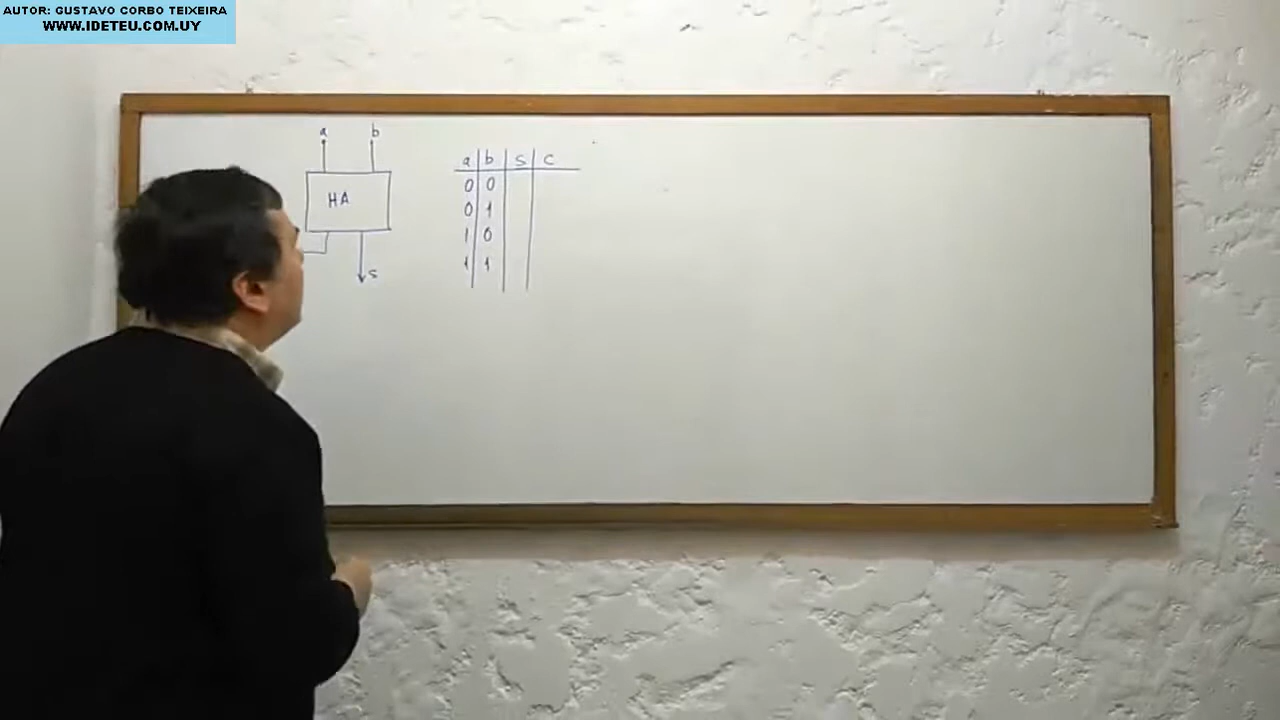 AUTOR: GUSTAVO CORBO TEIXEIRA
WWW.IDETEU.COM.UY
a b
HA
S
a b S C
0 0
0 1
1 0
1 1